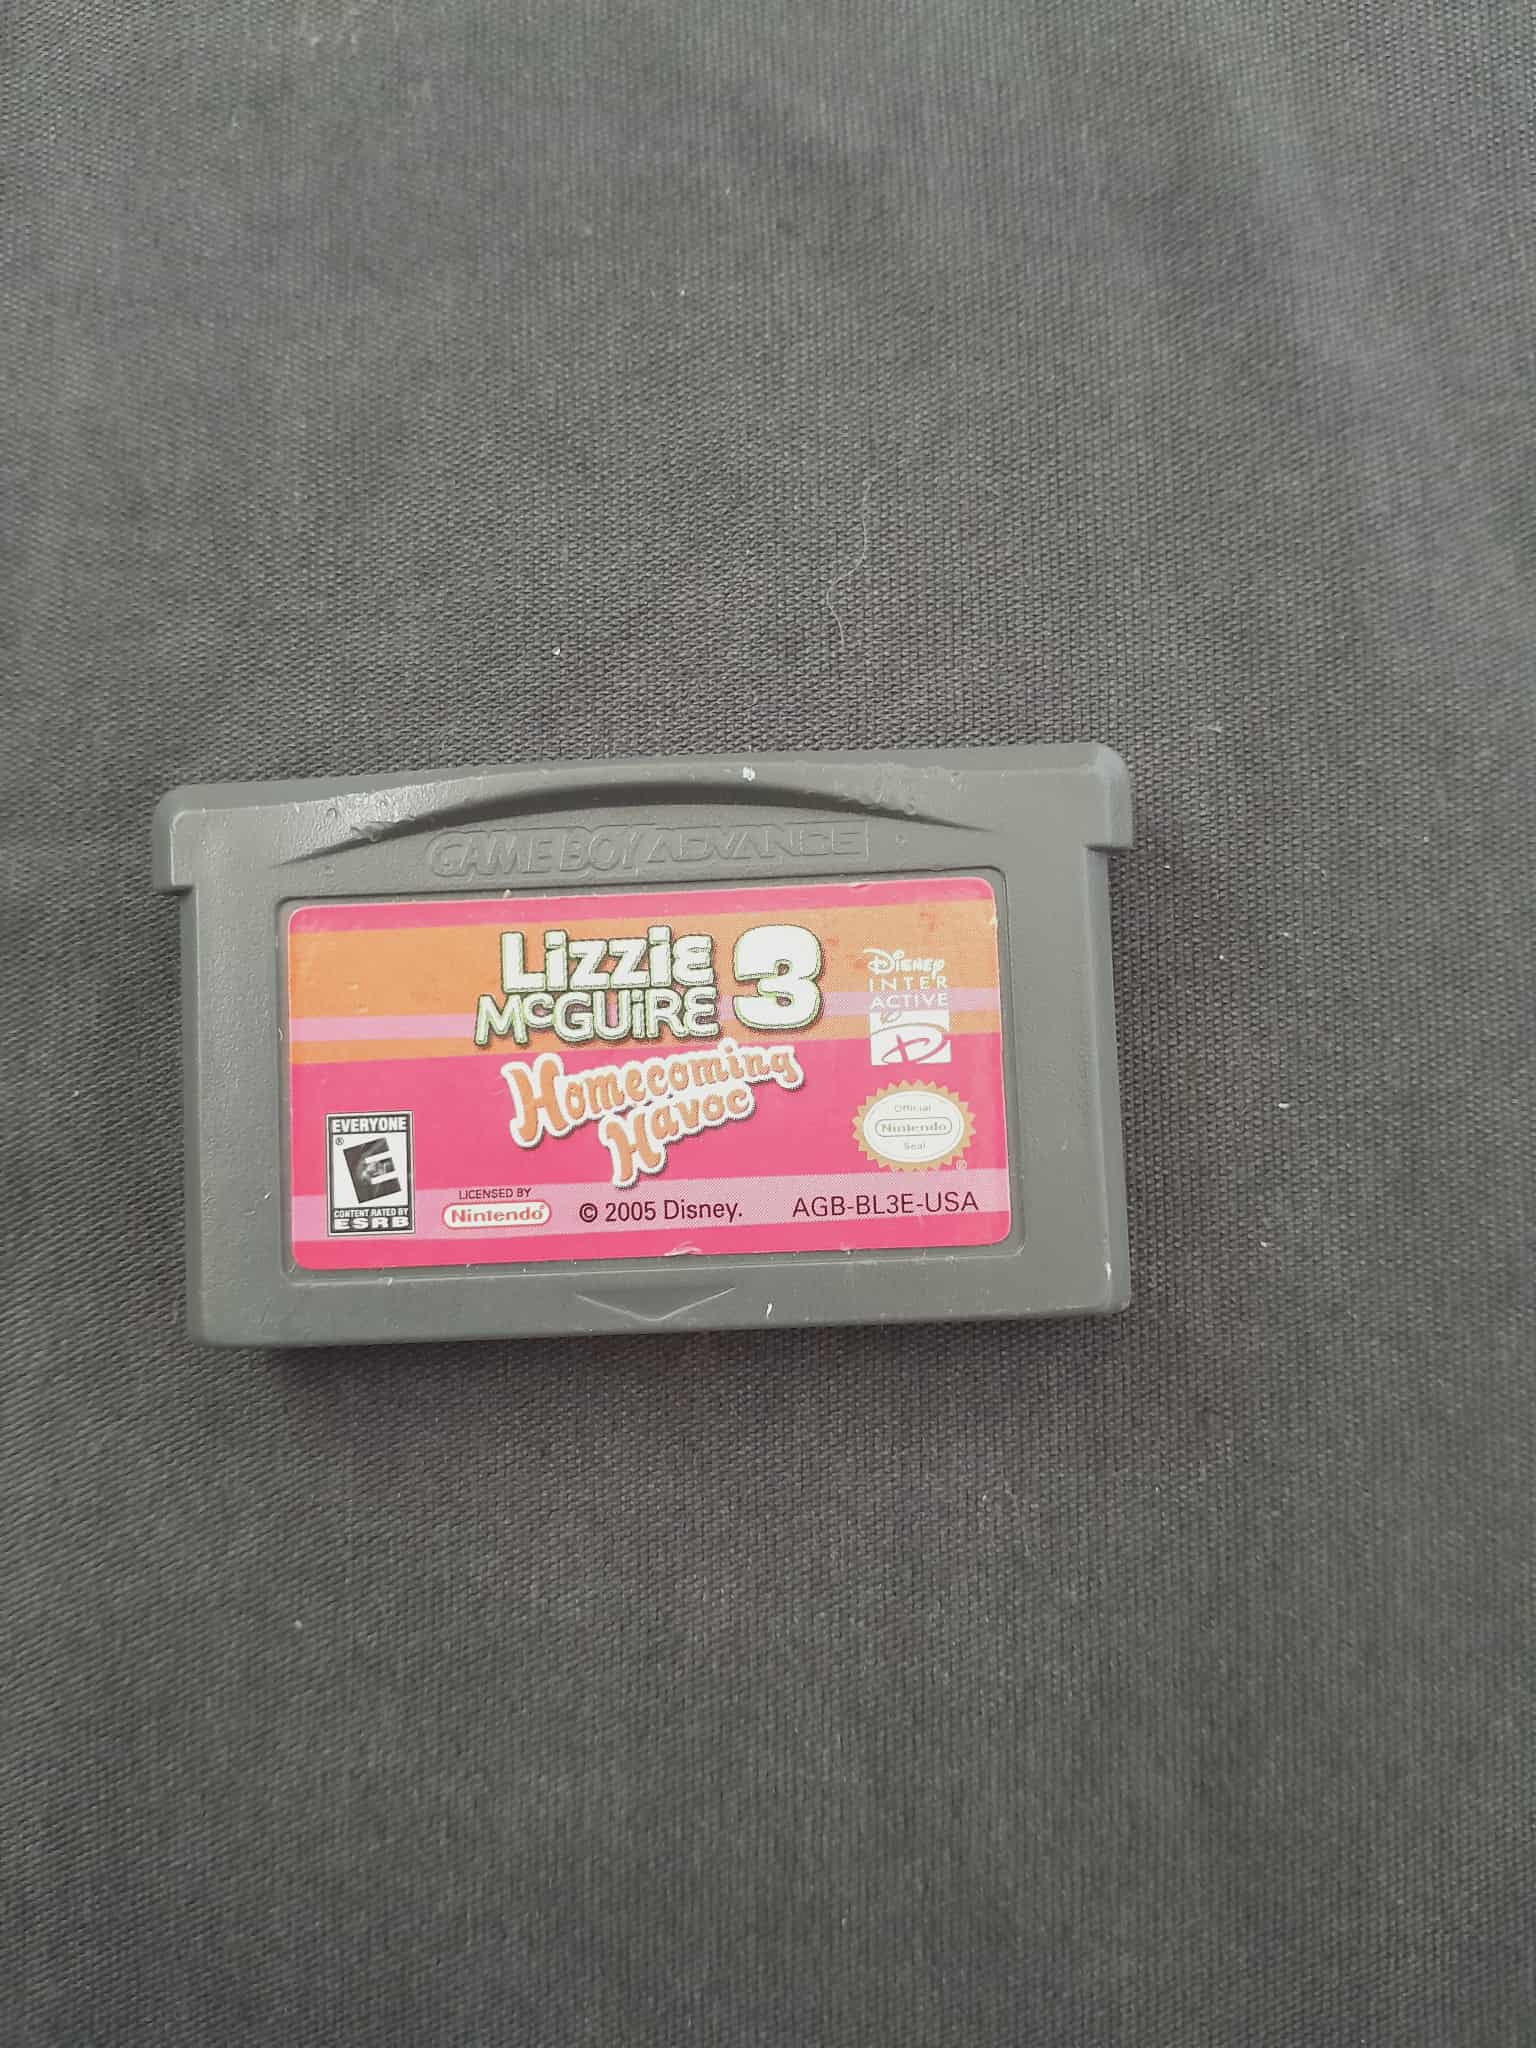 GAME BOY ADVANCE
Lizzie
McGuire 3
Homecoming
Havoc
Disney
INTER
ACTIVE
D
Official
Nintendo
Seal
®
EVERYONE
®
E
CONTENT RATED BY
ESRB
LICENSED BY
Nintendo®
© 2005 Disney.
AGB-BL3E-USA